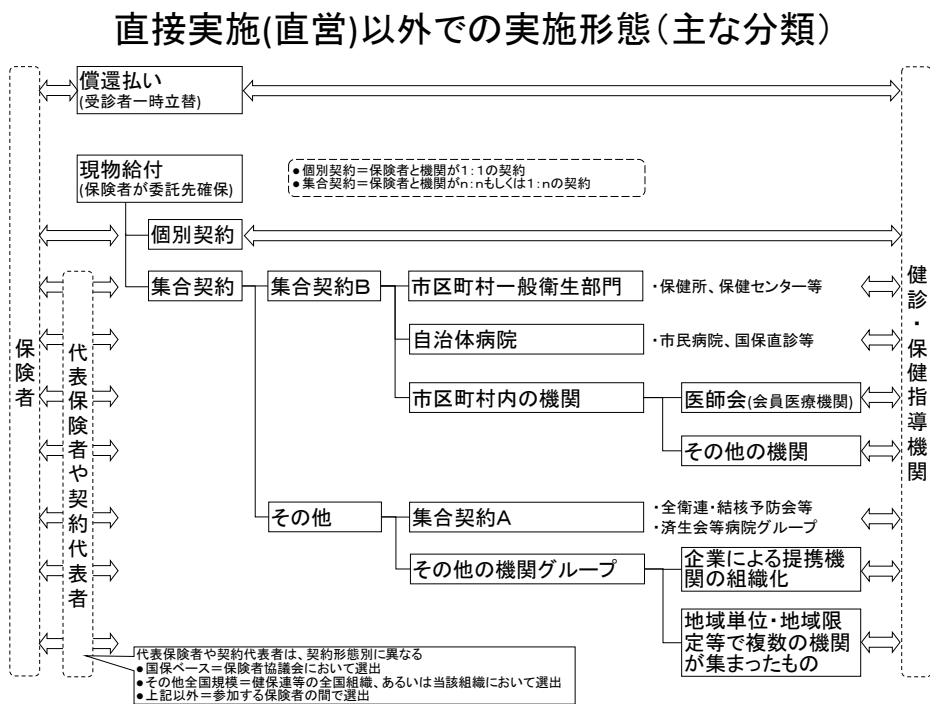 直接実施(直営)以外での実施形態（主な分類）
償還払い
(受診者一時立替)
現物給付
(保険者が委託先確保)
●個別契約＝保険者と機関が１：１の契約
●集合契約＝保険者と機関がｎ：ｎもしくは１：ｎの契約
個別契約
集合契約
集合契約Ｂ
市区町村一般衛生部門
・保健所、保健センター等
自治体病院
・市民病院、国保直診等
市区町村内の機関
医師会(会員医療機関)
その他の機関
その他
集合契約Ａ
・全衛連・結核予防会等
・済生会等病院グループ
その他の機関グループ
企業による提携機
関の組織化
地域単位・地域限
定等で複数の機関
が集まったもの
保険者
代表保険者や契約代表者
健診・保健指導機関
代表保険者や契約代表者は、契約形態別に異なる
●国保ベース＝保険者協議会において選出
●その他全国規模＝健保連等の全国組織、あるいは当該組織において選出
●上記以外＝参加する保険者の間で選出